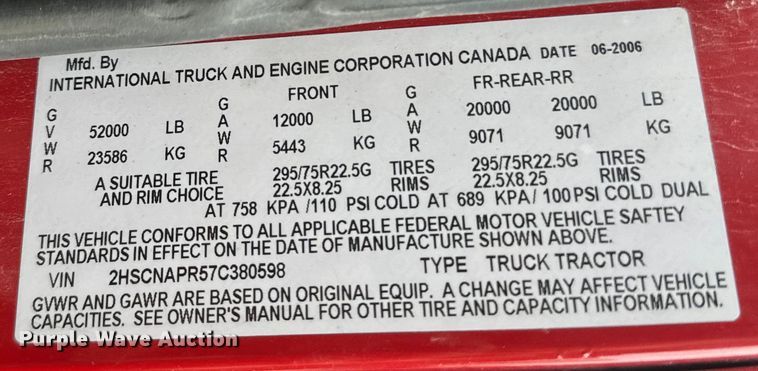 Mfd. By
INTERNATIONAL TRUCK AND ENGINE CORPORATION CANADA DATE 06-2006
GVWR 52000 LB GAWR FRONT 12000 LB GAWR FR-REAR-RR 20000 20000 LB
23586 KG 5443 KG 9071 9071 KG
A SUITABLE TIRE 295/75R22.5G TIRES 295/75R22.5G TIRES
AND RIM CHOICE 22.5X8.25 RIMS 22.5X8.25 RIMS
AT 758 KPA /110 PSI COLD AT 689 KPA/ 100 PSI COLD DUAL
THIS VEHICLE CONFORMS TO ALL APPLICABLE FEDERAL MOTOR VEHICLE SAFTEY
STANDARDS IN EFFECT ON THE DATE OF MANUFACTURE SHOWN ABOVE.
VIN 2HSCNAPR57C380598 TYPE TRUCK TRACTOR
GVWR AND GAWR ARE BASED ON ORIGINAL EQUIP. A CHANGE MAY AFFECT VEHICLE
CAPACITIES. SEE OWNER'S MANUAL FOR OTHER TIRE AND CAPACITY INFORMATION.
Purple Wave Auction